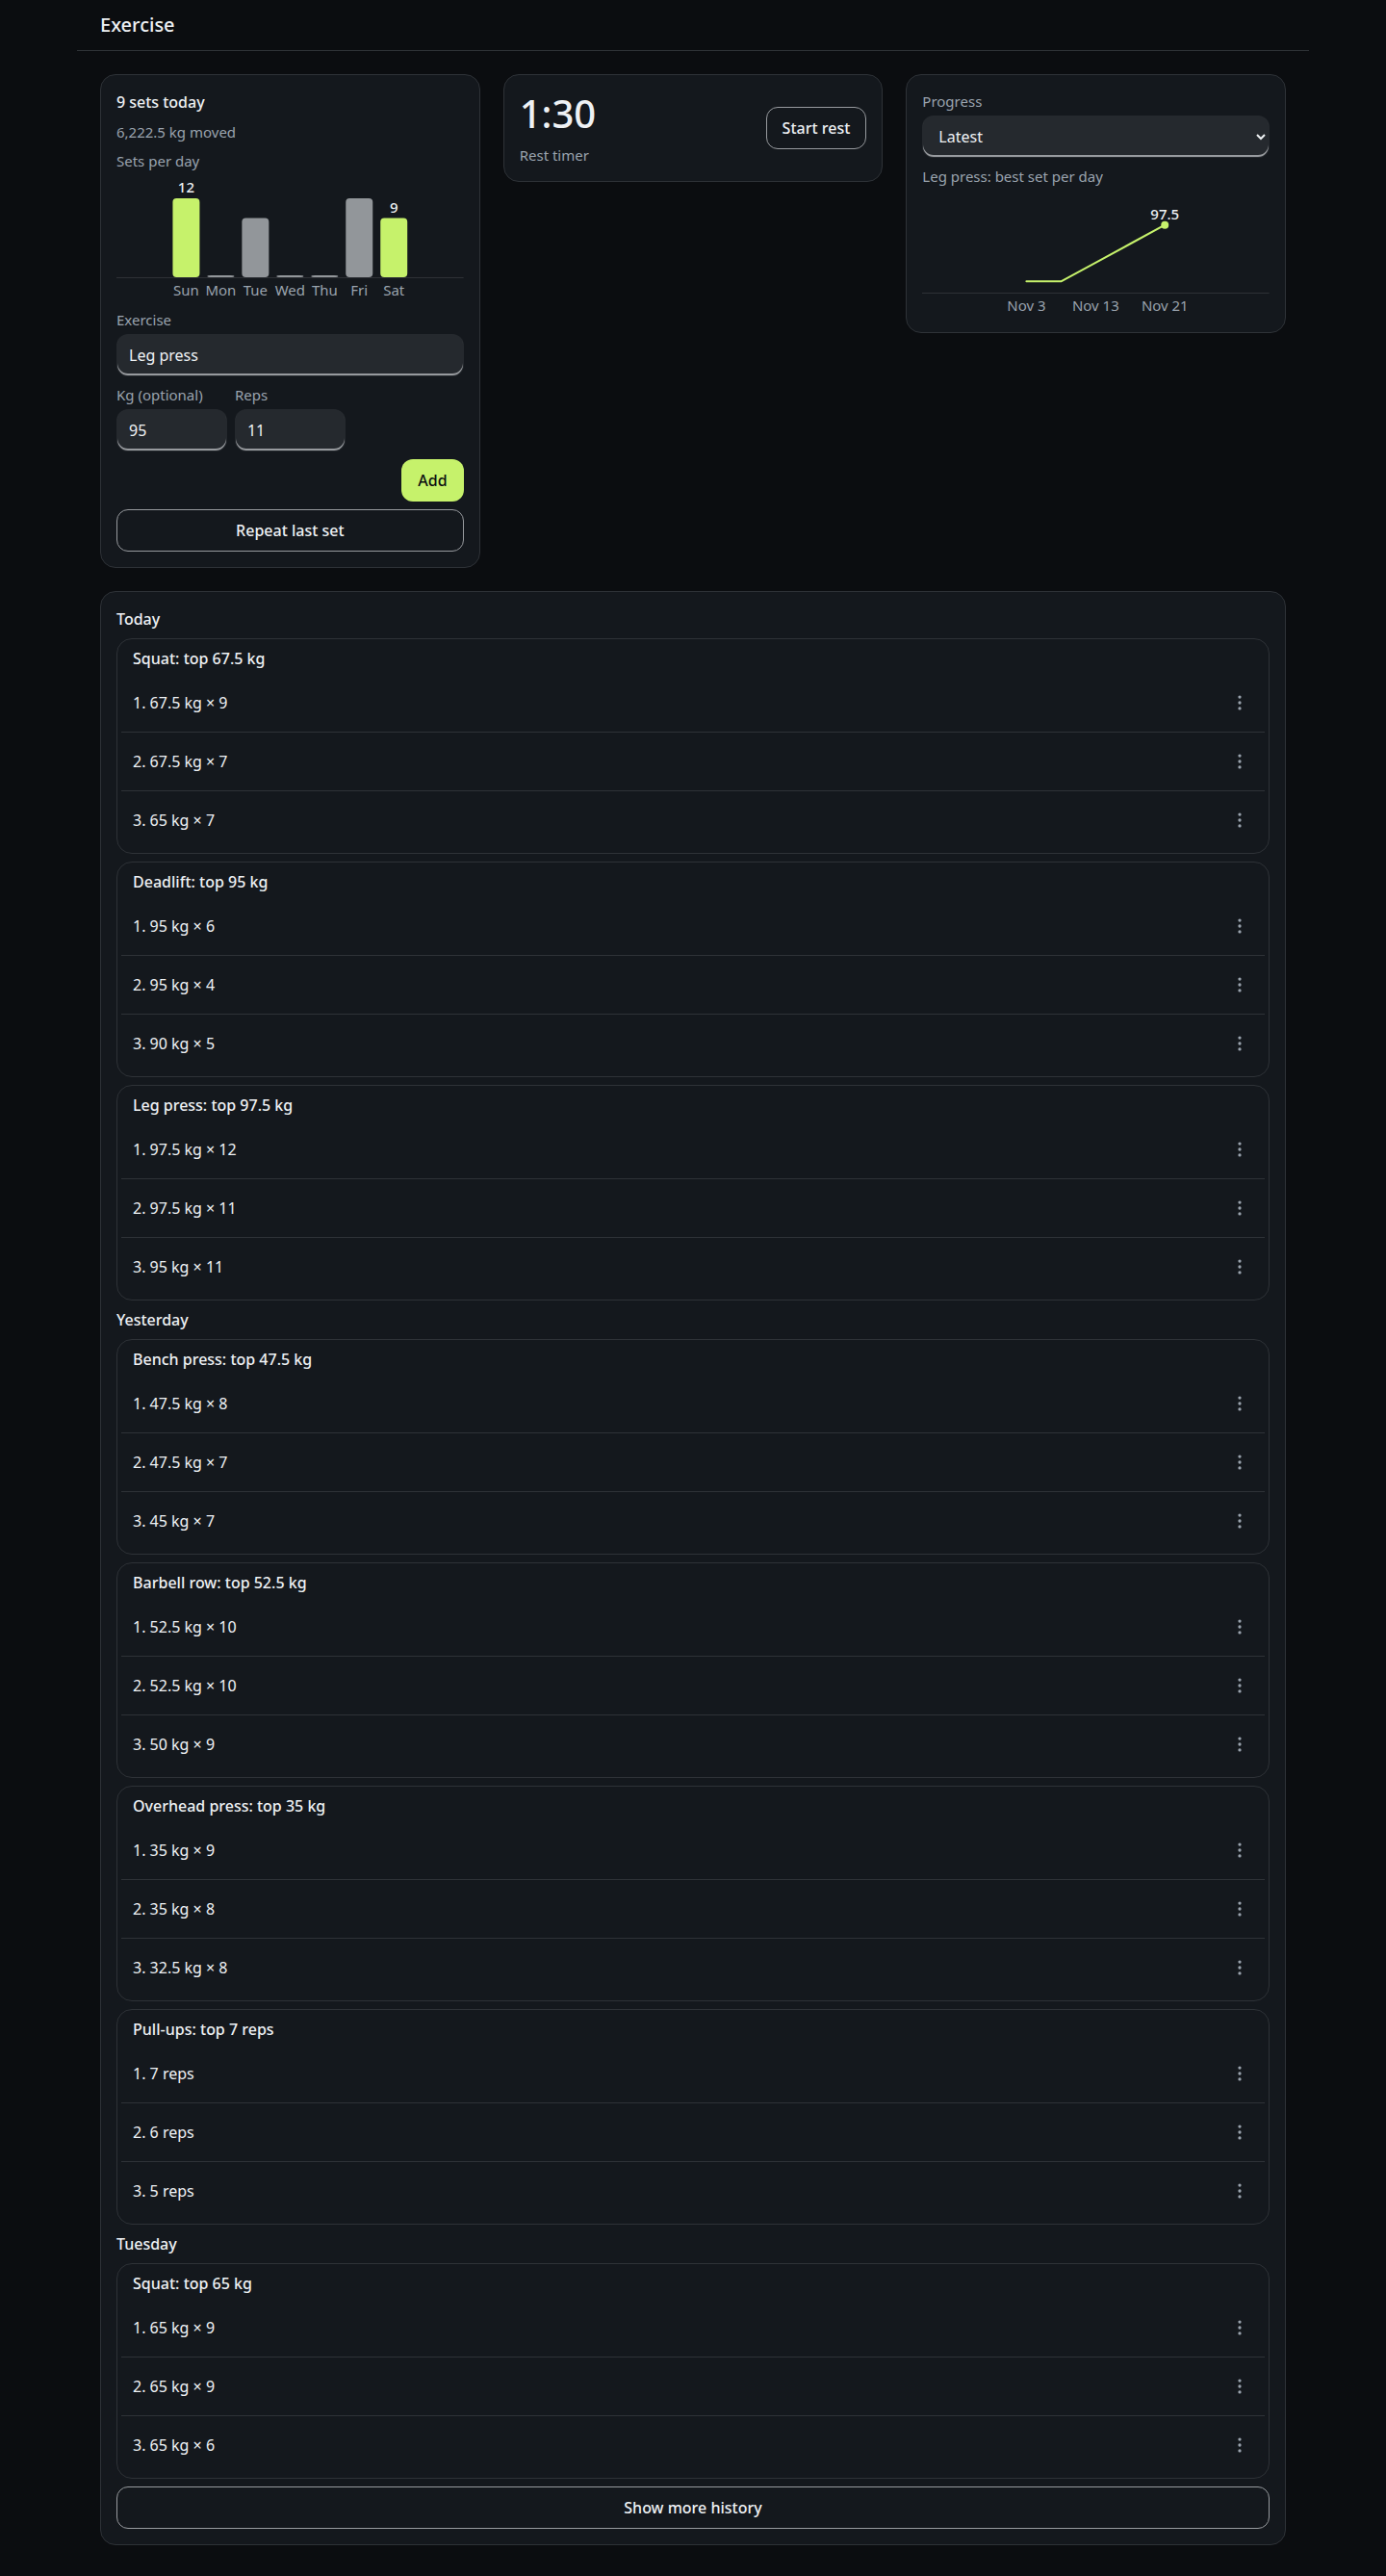 Exercise
9 sets today
6,222.5 kg moved
Sets per day
12
9
Sun Mon Tue Wed Thu Fri Sat
Exercise
Leg press
Kg (optional) Reps
95 11
Add
Repeat last set
1:30
Rest timer
Start rest
Progress
Latest
Leg press: best set per day
97.5
Nov 3 Nov 13 Nov 21
Today
Squat: top 67.5 kg
1. 67.5 kg × 9
2. 67.5 kg × 7
3. 65 kg × 7
Deadlift: top 95 kg
1. 95 kg × 6
2. 95 kg × 4
3. 90 kg × 5
Leg press: top 97.5 kg
1. 97.5 kg × 12
2. 97.5 kg × 11
3. 95 kg × 11
Yesterday
Bench press: top 47.5 kg
1. 47.5 kg × 8
2. 47.5 kg × 7
3. 45 kg × 7
Barbell row: top 52.5 kg
1. 52.5 kg × 10
2. 52.5 kg × 10
3. 50 kg × 9
Overhead press: top 35 kg
1. 35 kg × 9
2. 35 kg × 8
3. 32.5 kg × 8
Pull-ups: top 7 reps
1. 7 reps
2. 6 reps
3. 5 reps
Tuesday
Squat: top 65 kg
1. 65 kg × 9
2. 65 kg × 9
3. 65 kg × 6
Show more history